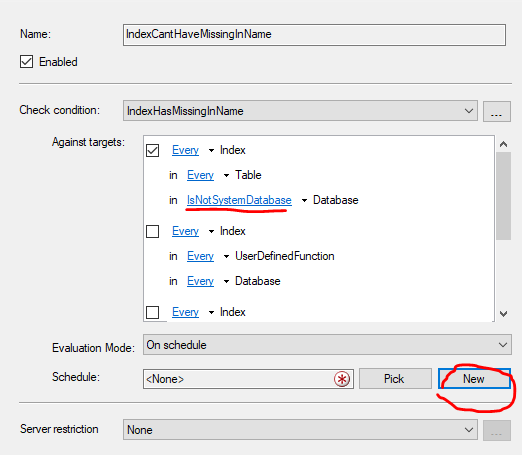 Name: IndexCantHaveMissingInName
Enabled
Check condition: IndexHasMissingInName ...
Against targets:
Every Index
in Every Table
in IsNotSystemDatabase Database
Every Index
in Every UserDefinedFunction
in Every Database
Every Index
Evaluation Mode: On schedule
Schedule: <None> Pick New
Server restriction None ...